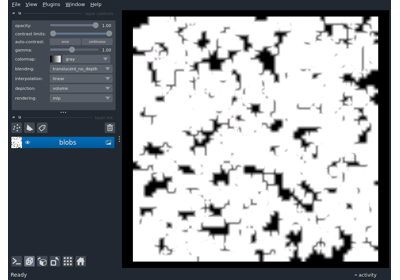 File View Plugins Window Help
opacity: 1.00
contrast limits:
auto-contrast: once continuous
gamma: 1.00
colormap: gray
blending: translucent_no_depth
interpolation: linear
depiction: volume
rendering: mip
blobs
Ready
activity